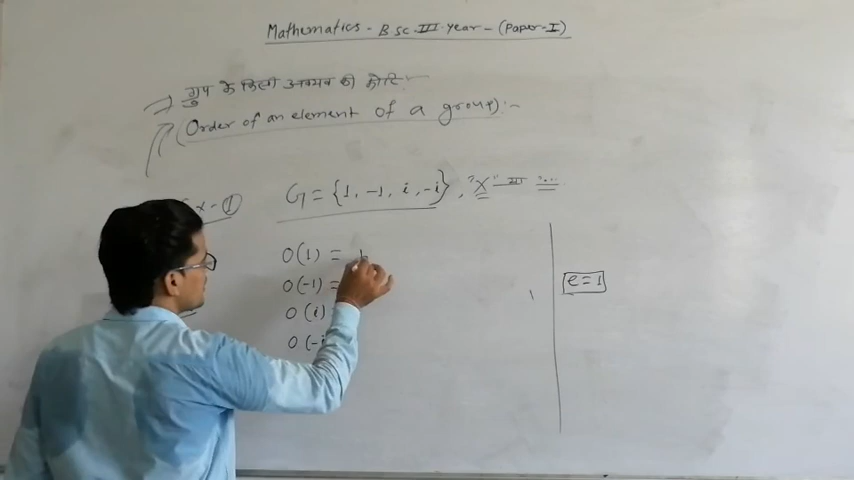 Mathematics - B Sc. III. Year - (Paper-I)
→ ग्रुप के किसी अवयव की कोटि :-
(Order of an element of a group) :-
Ex - ①
G = {1, -1, i, -i}, "X"
O(1) = 1
O(-1) =
O(i)
O(-i
e = 1